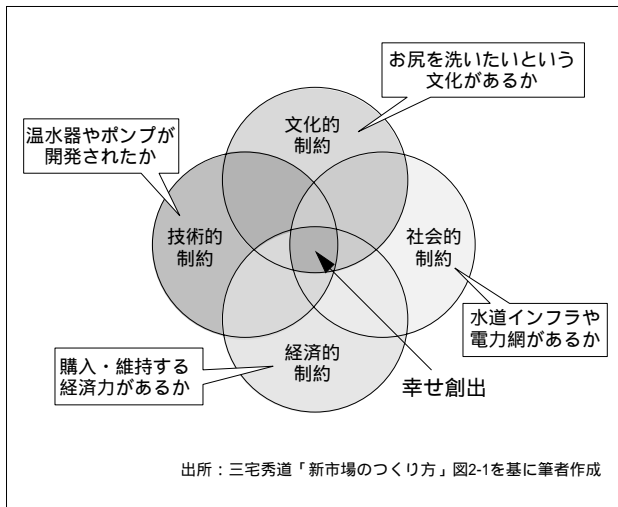 お尻を洗いたいという
文化があるか
文化的
制約
温水器やポンプが
開発されたか
技術的
制約
社会的
制約
水道インフラや
電力網があるか
経済的
制約
購入・維持する
経済力があるか
幸せ創出
出所：三宅秀道「新市場のつくり方」図2-1を基に筆者作成